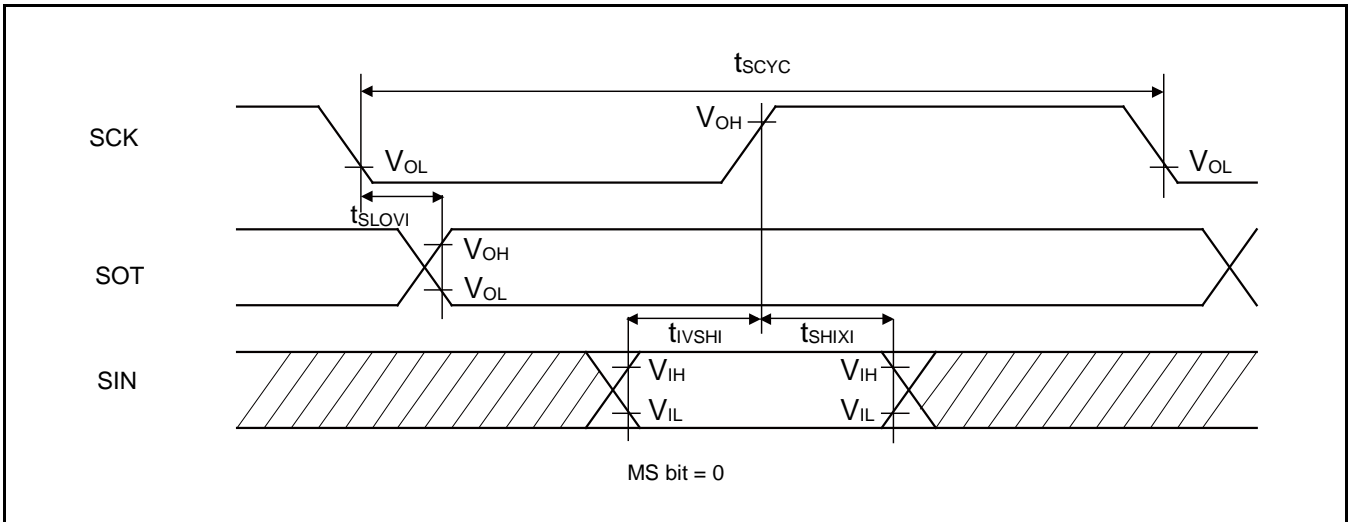 tSCYC
SCK
VOH
VOL
VOL
tSLOVI
SOT
VOH
VOL
tIVSHI
tSHIXI
SIN
VIH
VIH
VIL
VIL
MS bit = 0